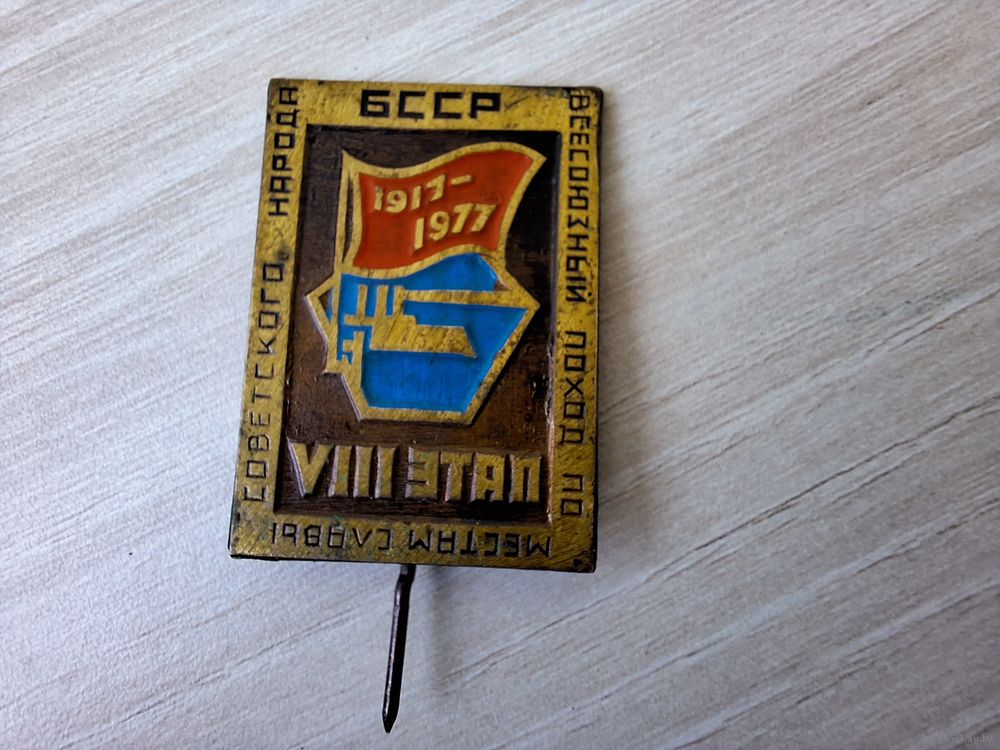 БССР
ВСЕСОЮЗНЫЙ ПОХОД ПО
МЕСТАМ СЛАВЫ
СОВЕТСКОГО НАРОДА
1917-
1977
VIII ЭТАП